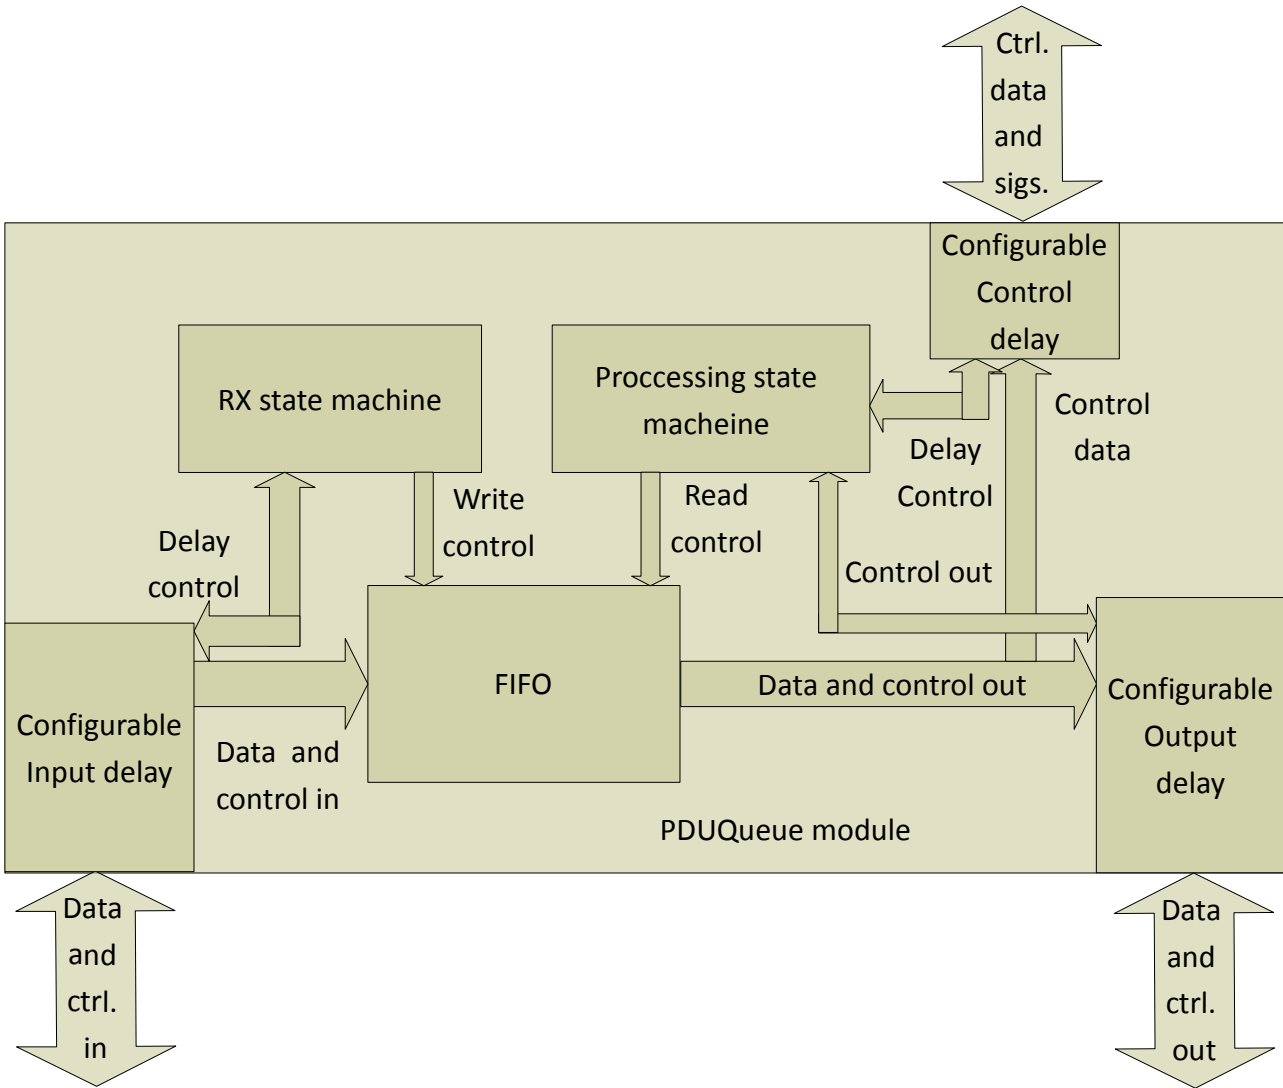 Ctrl.
data
and
sigs.
Configurable
Control
delay
RX state machine
Proccessing state
macheine
Control
data
Delay
Control
Write
control
Read
control
Delay
control
Control out
FIFO
Data and control out
Configurable
Input delay
Configurable
Output
delay
Data and
control in
PDUQueue module
Data
and
ctrl.
in
Data
and
ctrl.
out